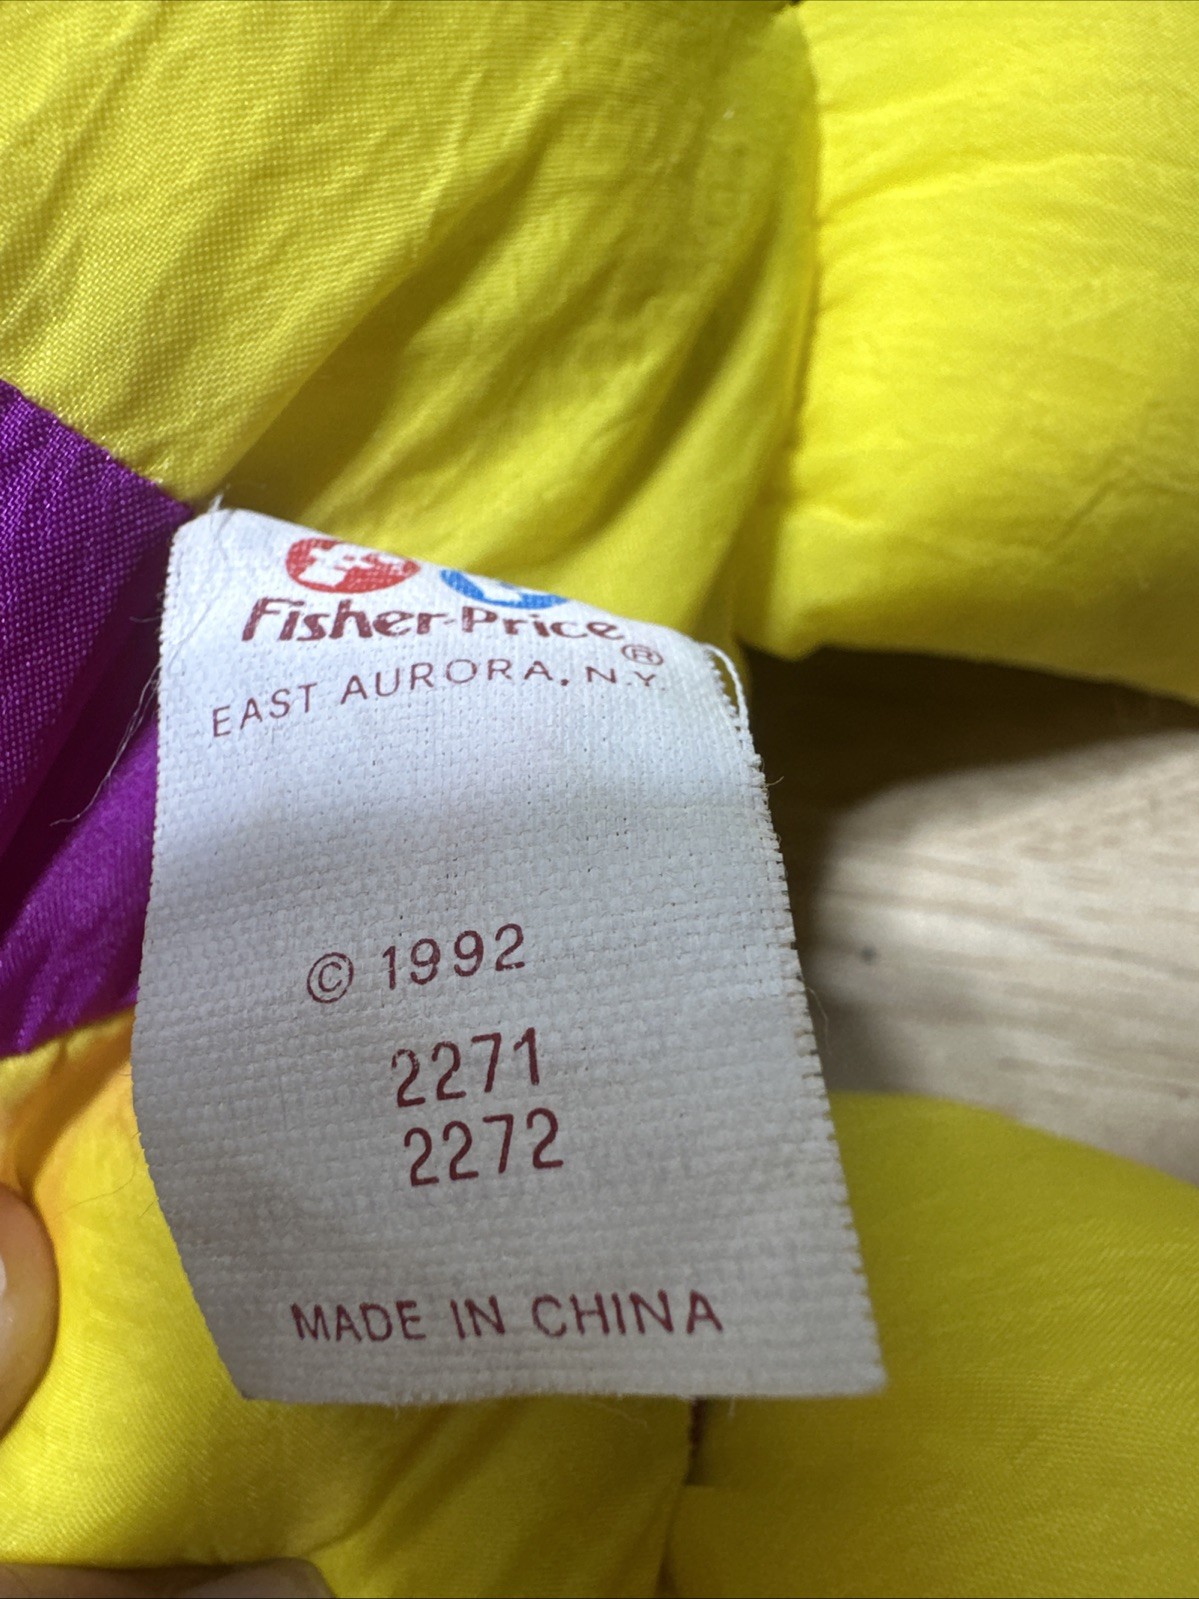 Fisher-Price®
EAST AURORA, N.Y.
© 1992
2271
2272
MADE IN CHINA